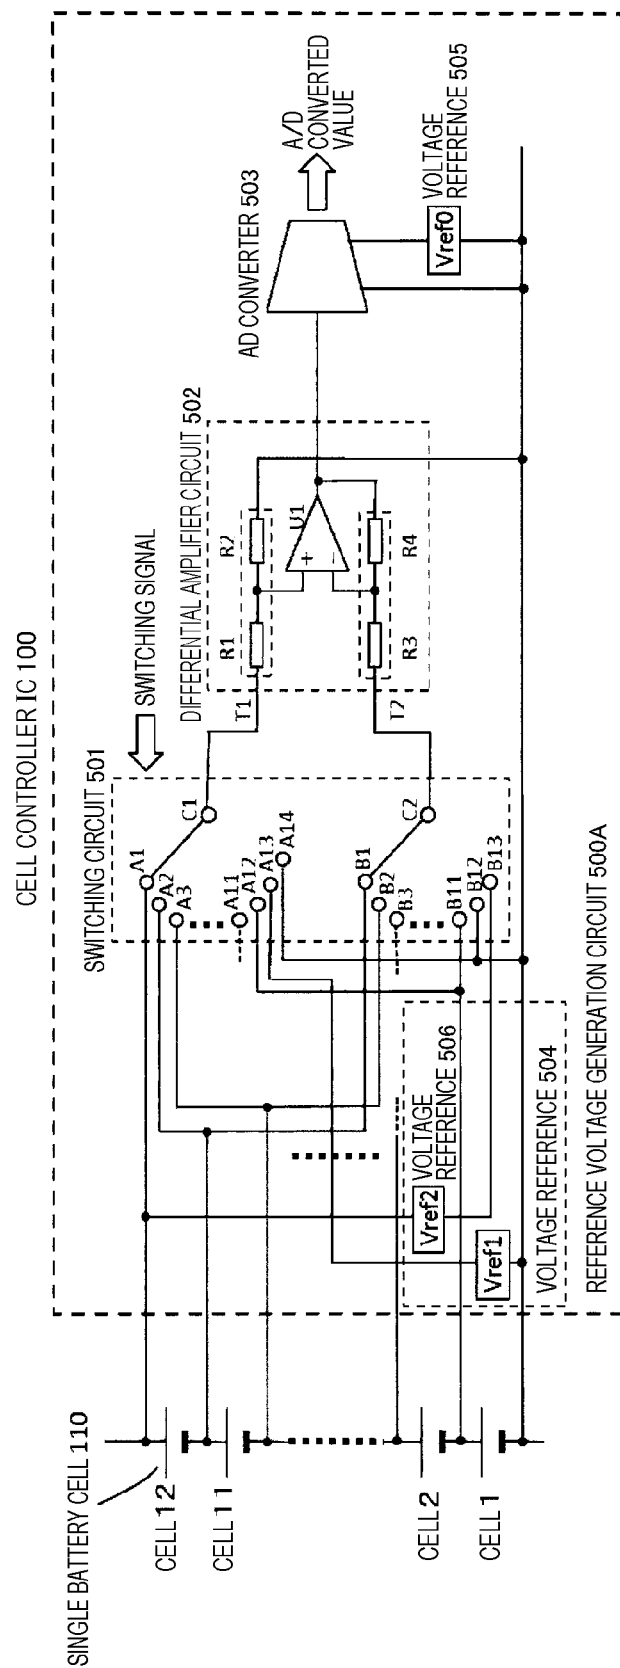 CELL CONTROLLER IC 100
SINGLE BATTERY CELL 110
CELL 12
CELL 11
CELL 2
CELL 1
SWITCHING CIRCUIT 501
SWITCHING SIGNAL
A1
A2
A3
A11
A12
A13
A14
C1
B1
B2
B3
B11
B12
B13
C2
Vref2
VOLTAGE
REFERENCE 506
Vref1
VOLTAGE REFERENCE 504
REFERENCE VOLTAGE GENERATION CIRCUIT 500A
DIFFERENTIAL AMPLIFIER CIRCUIT 502
T1
T2
R1
R2
R3
R4
U1
+
−
AD CONVERTER 503
A/D
CONVERTED
VALUE
Vref0
VOLTAGE
REFERENCE 505